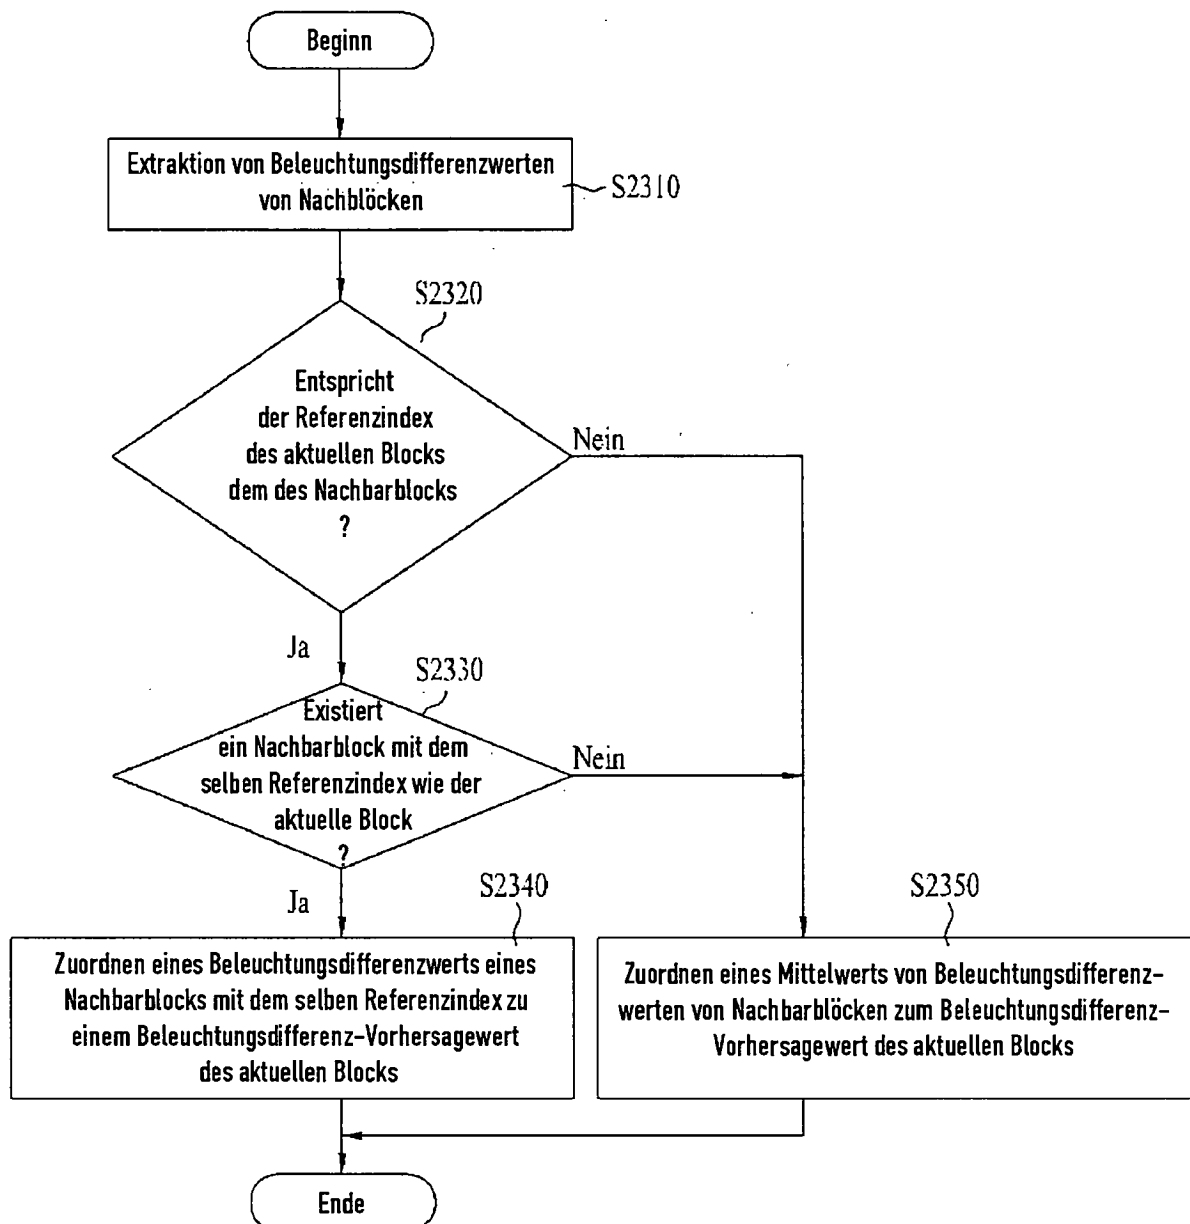 Beginn
Extraktion von Beleuchtungsdifferenzwerten
von Nachblöcken
S2310
S2320
Entspricht
der Referenzindex
des aktuellen Blocks
dem des Nachbarblocks
?
Nein
Ja
S2330
Existiert
ein Nachbarblock mit dem
selben Referenzindex wie der
aktuelle Block
?
Nein
Ja
S2340
Zuordnen eines Beleuchtungsdifferenzwerts eines
Nachbarblocks mit dem selben Referenzindex zu
einem Beleuchtungsdifferenz-Vorhersagewert
des aktuellen Blocks
S2350
Zuordnen eines Mittelwerts von Beleuchtungsdifferenz-
werten von Nachbarblöcken zum Beleuchtungsdifferenz-
Vorhersagewert des aktuellen Blocks
Ende